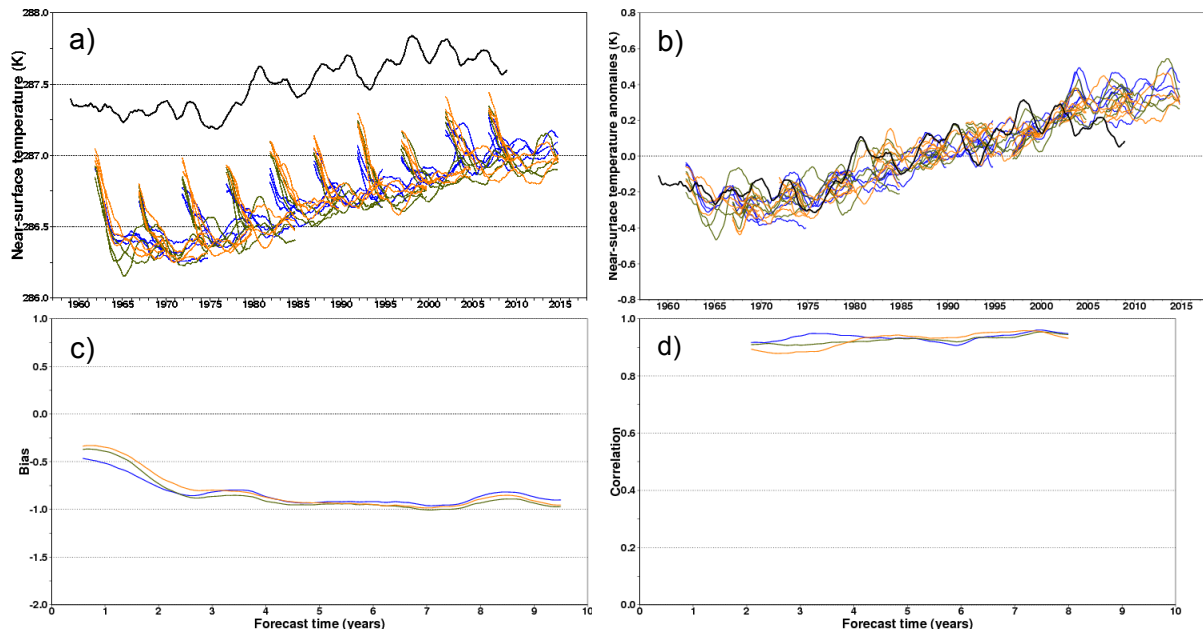 a)
Near-surface temperature (K)
288.0
287.5
287.0
286.5
286.0
1960 1965 1970 1975 1980 1985 1990 1995 2000 2005 2010 2015
b)
Near-surface temperature anomalies (K)
0.8
0.6
0.4
0.2
0.0
-0.2
-0.4
-0.6
-0.8
1960 1965 1970 1975 1980 1985 1990 1995 2000 2005 2010 2015
c)
Bias
1.0
0.5
0.0
-0.5
-1.0
-1.5
-2.0
0 1 2 3 4 5 6 7 8 9 10
Forecast time (years)
d)
Correlation
1.0
0.8
0.6
0.4
0.2
0.0
0 1 2 3 4 5 6 7 8 9 10
Forecast time (years)